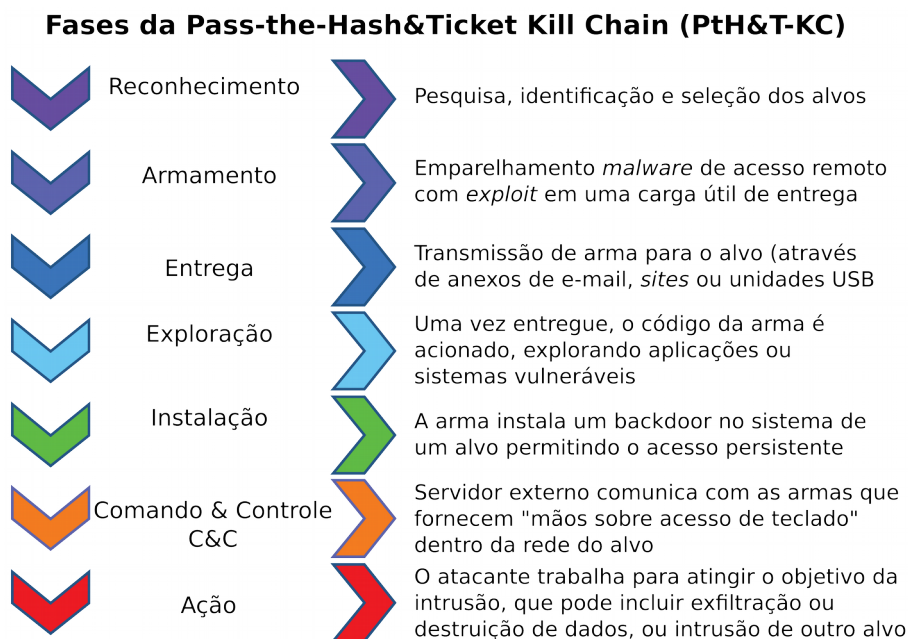 Fases da Pass-the-Hash&Ticket Kill Chain (PtH&T-KC)
Reconhecimento
Pesquisa, identificação e seleção dos alvos
Armamento
Emparelhamento malware de acesso remoto
com exploit em uma carga útil de entrega
Entrega
Transmissão de arma para o alvo (através
de anexos de e-mail, sites ou unidades USB
Exploração
Uma vez entregue, o código da arma é
acionado, explorando aplicações ou
sistemas vulneráveis
Instalação
A arma instala um backdoor no sistema de
um alvo permitindo o acesso persistente
Comando & Controle
C&C
Servidor externo comunica com as armas que
fornecem "mãos sobre acesso de teclado"
dentro da rede do alvo
Ação
O atacante trabalha para atingir o objetivo da
intrusão, que pode incluir exfiltração ou
destruição de dados, ou intrusão de outro alvo